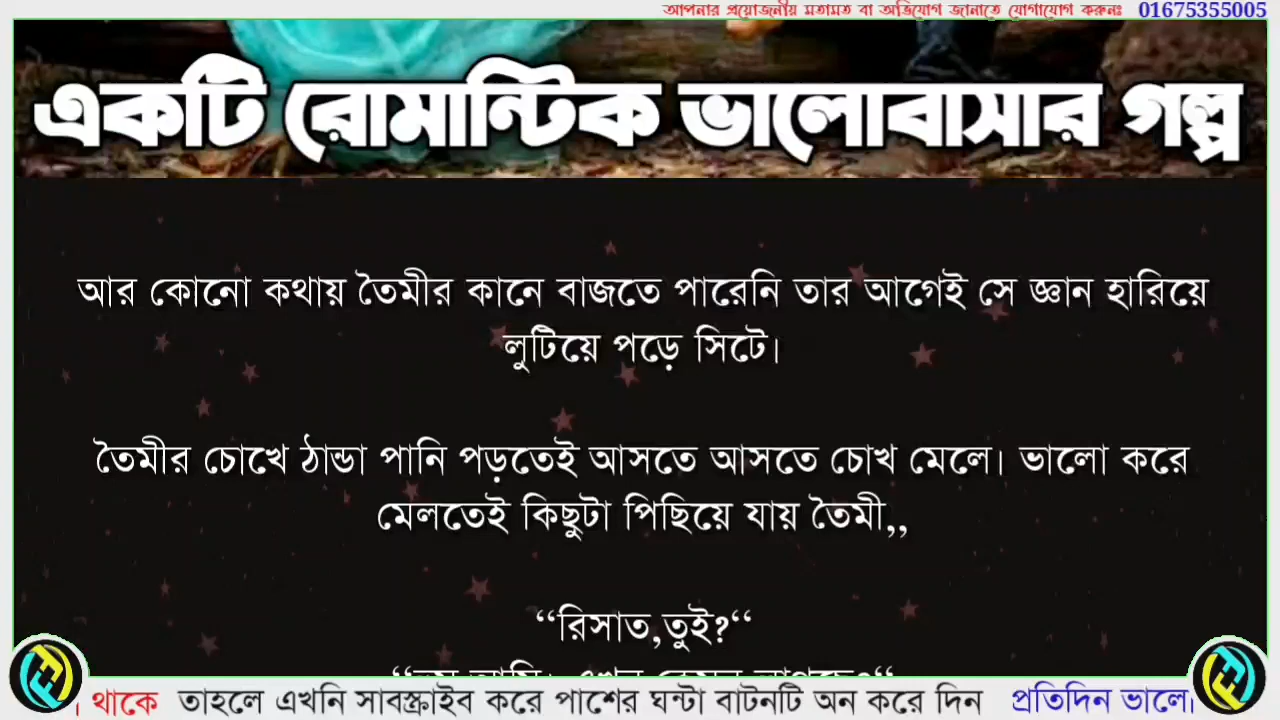 আপনার প্রয়োজনীয় মতামত বা অভিযোগ জানাতে যোগাযোগ করুনঃ 01675355005
একটি রোমান্টিক ভালোবাসার গল্প
আর কোনো কথায় তৈমীর কানে বাজতে পারেনি তার আগেই সে জ্ঞান হারিয়ে
লুটিয়ে পড়ে সিটে।
তৈমীর চোখে ঠান্ডা পানি পড়তেই আসতে আসতে চোখ মেলে। ভালো করে
মেলতেই কিছুটা পিছিয়ে যায় তৈমী,,
“রিসাত,তুই?“
। থাকে তাহলে এখনি সাবস্ক্রাইব করে পাশের ঘন্টা বাটনটি অন করে দিন প্রতিদিন